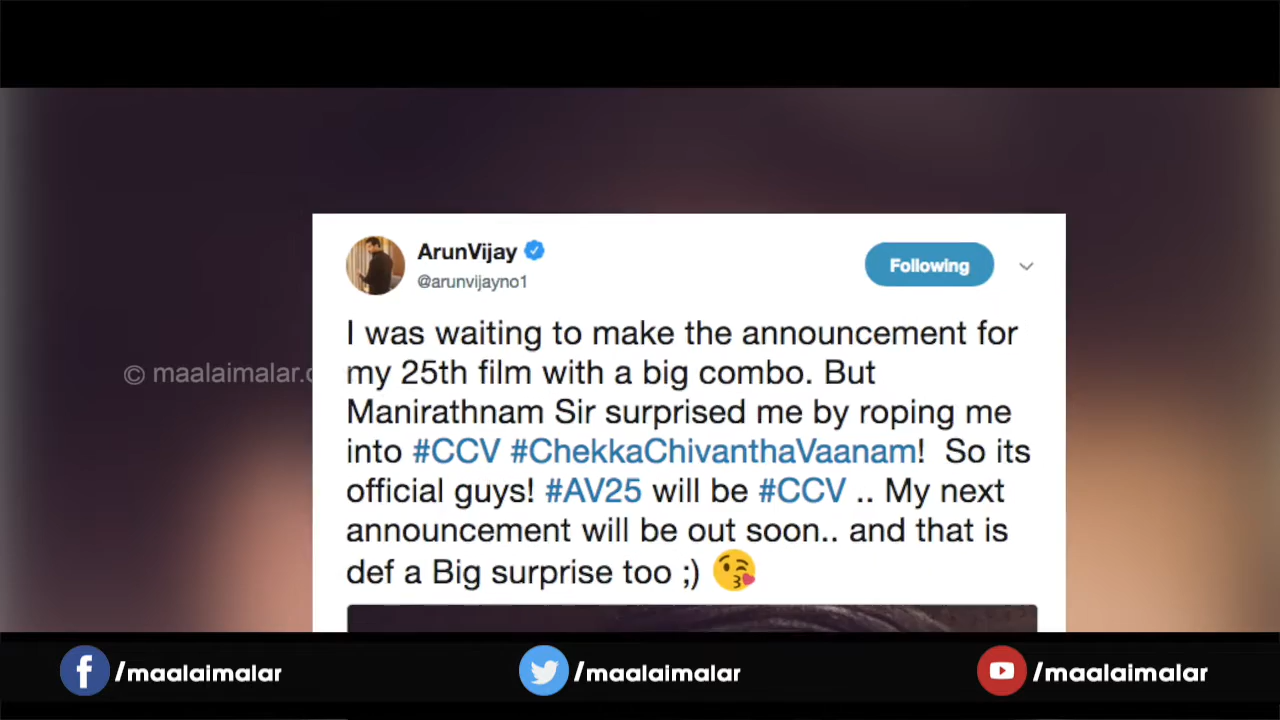 ArunVijay
Following
@arunvijayno1
I was waiting to make the announcement for
my 25th film with a big combo. But
Manirathnam Sir surprised me by roping me
into #CCV #ChekkaChivanthaVaanam!  So its
official guys! #AV25 will be #CCV .. My next
announcement will be out soon.. and that is
def a Big surprise too ;) 😘
© maalaimalar.c
/maalaimalar
/maalaimalar
/maalaimalar